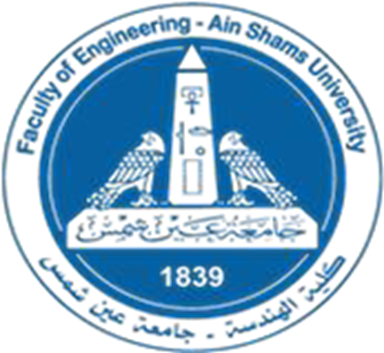 Faculty of Engineering - Ain Shams University
جامعة عين شمس
1839
كلية الهندسة - جامعة عين شمس